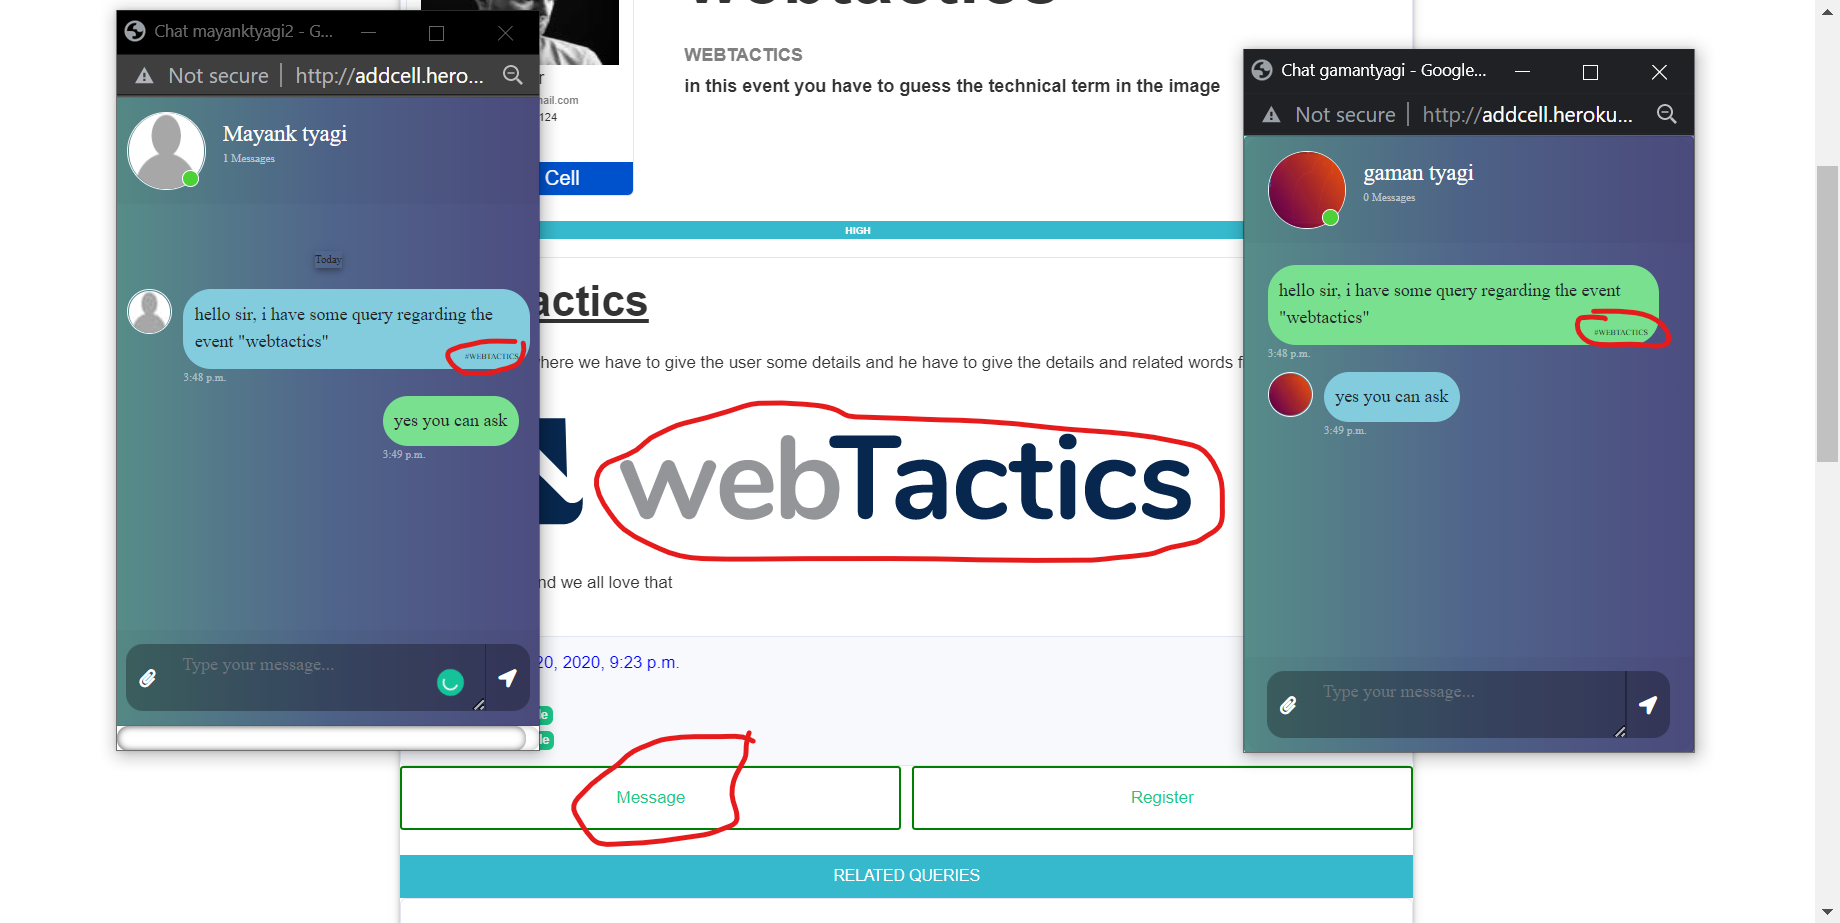 Chat mayanktyagi2 - G...
Not secure | http://addcell.hero...
Mayank tyagi
1 Messages
Today
hello sir, i have some query regarding the
event "webtactics"
#WEBTACTICS
3:48 p.m.
yes you can ask
3:49 p.m.
Type your message...
WEBTACTICS
in this event you have to guess the technical term in the image
ail.com
124
Cell
HIGH
actics
here we have to give the user some details and he have to give the details and related words f
webTactics
nd we all love that
20, 2020, 9:23 p.m.
le
le
Message
Register
RELATED QUERIES
Chat gamantyagi - Google...
Not secure | http://addcell.heroku...
gaman tyagi
0 Messages
hello sir, i have some query regarding the event
"webtactics"
#WEBTACTICS
3:48 p.m.
yes you can ask
3:49 p.m.
Type your message...